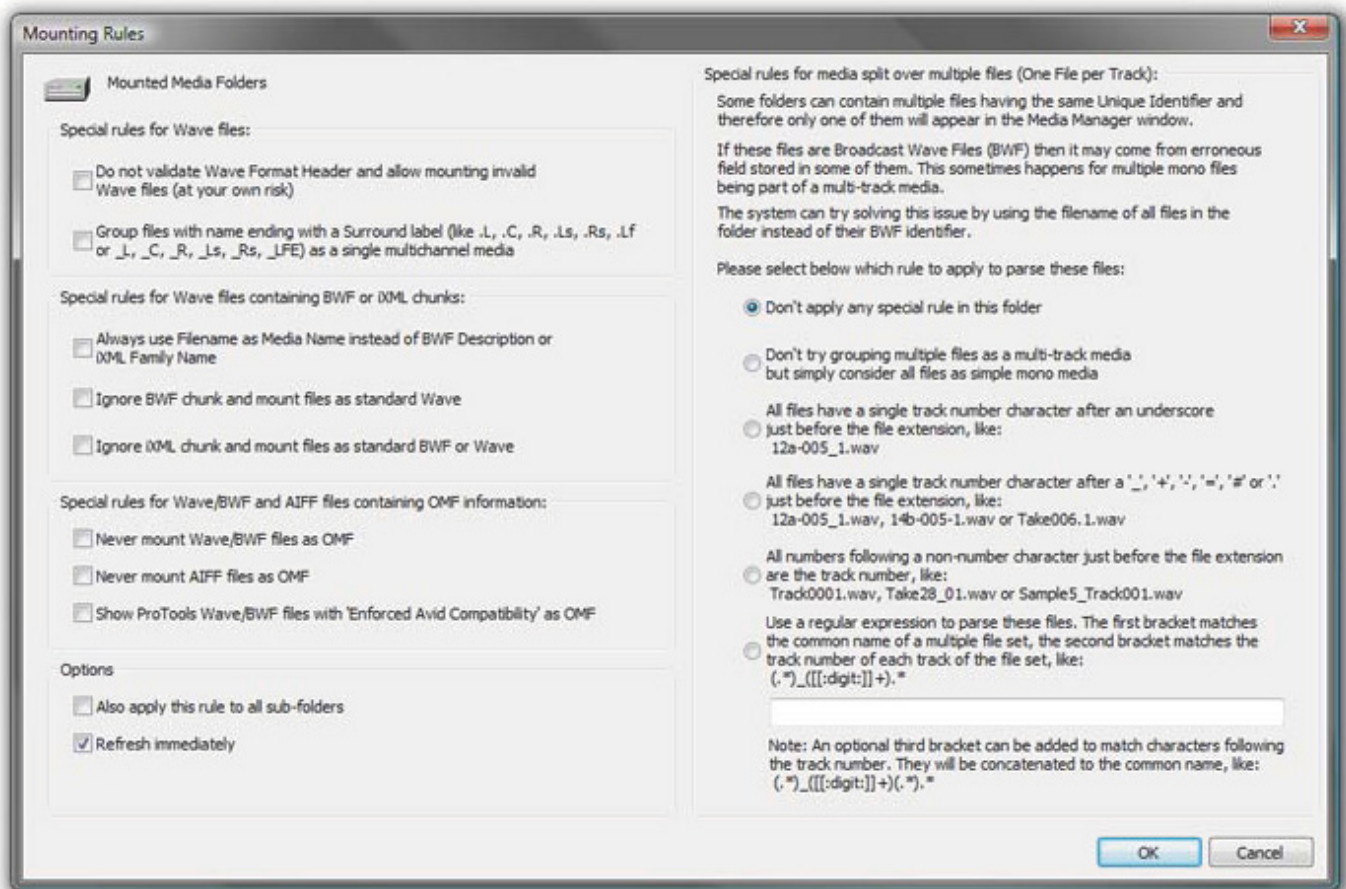 Mounting Rules
Mounted Media Folders
Special rules for Wave files:
Do not validate Wave Format Header and allow mounting invalid
Wave files (at your own risk)
Group files with name ending with a Surround label (like .L, .C, .R, .Ls, .Rs, .Lf
or _L, _C, _R, _Ls, _Rs, _LFE) as a single multichannel media
Special rules for Wave files containing BWF or iXML chunks:
Always use Filename as Media Name instead of BWF Description or
iXML Family Name
Ignore BWF chunk and mount files as standard Wave
Ignore iXML chunk and mount files as standard BWF or Wave
Special rules for Wave/BWF and AIFF files containing OMF information:
Never mount Wave/BWF files as OMF
Never mount AIFF files as OMF
Show ProTools Wave/BWF files with 'Enforced Avid Compatibility' as OMF
Options
Also apply this rule to all sub-folders
Refresh immediately
Special rules for media split over multiple files (One File per Track):
Some folders can contain multiple files having the same Unique Identifier and
therefore only one of them will appear in the Media Manager window.
If these files are Broadcast Wave Files (BWF) then it may come from erroneous
field stored in some of them. This sometimes happens for multiple mono files
being part of a multi-track media.
The system can try solving this issue by using the filename of all files in the
folder instead of their BWF identifier.
Please select below which rule to apply to parse these files:
Don't apply any special rule in this folder
Don't try grouping multiple files as a multi-track media
but simply consider all files as simple mono media
All files have a single track number character after an underscore
just before the file extension, like:
12a-005_1.wav
All files have a single track number character after a '_', '+', '-', '=', '#' or '.'
just before the file extension, like:
12a-005_1.wav, 14b-005-1.wav or Take006.1.wav
All numbers following a non-number character just before the file extension
are the track number, like:
Track0001.wav, Take28_01.wav or Sample5_Track001.wav
Use a regular expression to parse these files. The first bracket matches
the common name of a multiple file set, the second bracket matches the
track number of each track of the file set, like:
(.*)_([[:digit:]]+).*
Note: An optional third bracket can be added to match characters following
the track number. They will be concatenated to the common name, like:
(.*)_([[:digit:]]+)(.*).*
OK
Cancel